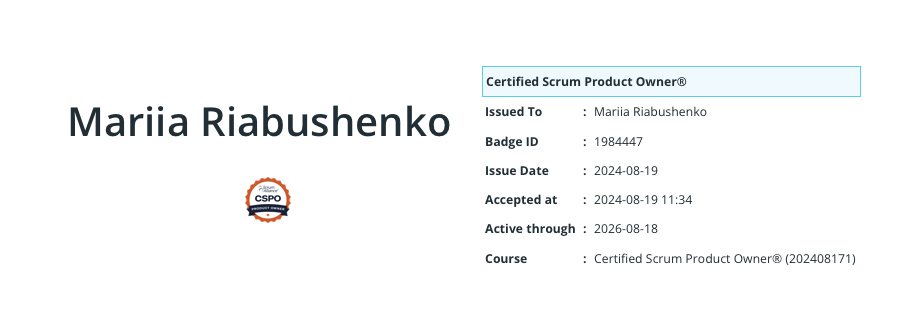 Mariia Riabushenko
CSPO
PRODUCT OWNER
Certified Scrum Product Owner®
Issued To : Mariia Riabushenko
Badge ID : 1984447
Issue Date : 2024-08-19
Accepted at : 2024-08-19 11:34
Active through : 2026-08-18
Course : Certified Scrum Product Owner® (202408171)